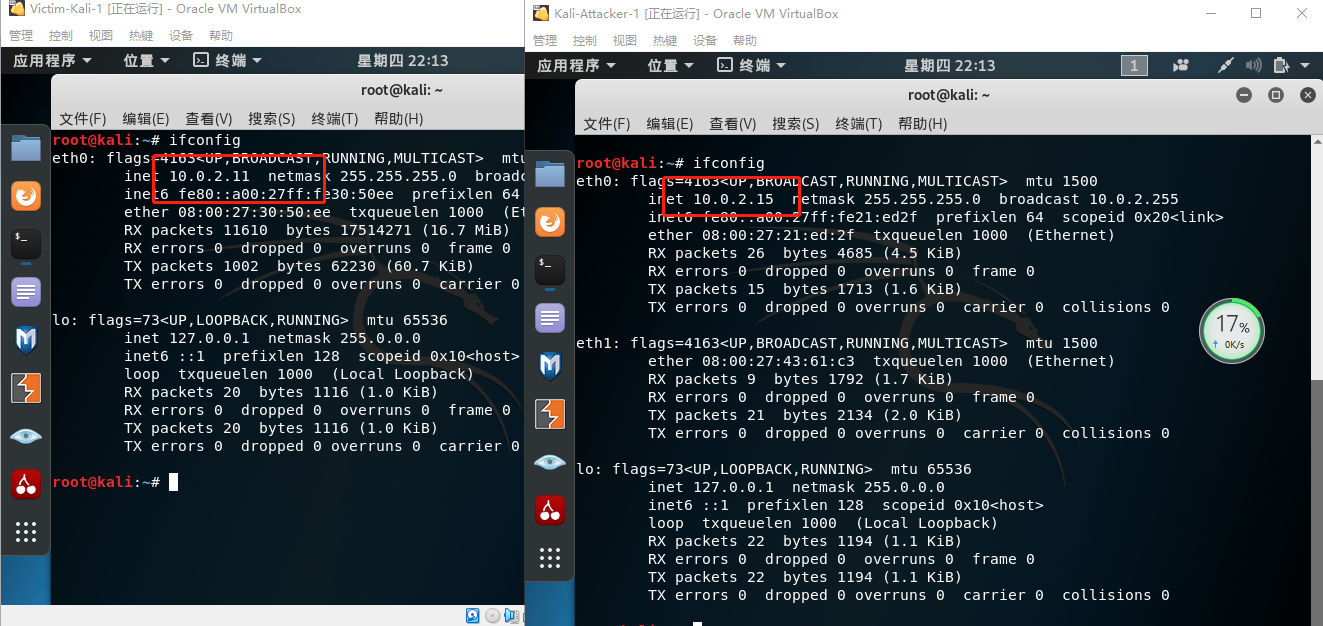 Victim-Kali-1 [正在运行] - Oracle VM VirtualBox
管理 控制 视图 热键 设备 帮助
应用程序 位置 终端 星期四 22:13
root@kali: ~
文件(F) 编辑(E) 查看(V) 搜索(S) 终端(T) 帮助(H)
root@kali:~# ifconfig
eth0: flags=4163<UP,BROADCAST,RUNNING,MULTICAST> mtu
inet 10.0.2.11 netmask 255.255.255.0 broadc
inet6 fe80::a00:27ff:fe30:50ee prefixlen 64
ether 08:00:27:30:50:ee txqueuelen 1000 (Et
RX packets 11610 bytes 17514271 (16.7 MiB)
RX errors 0 dropped 0 overruns 0 frame 0
TX packets 1002 bytes 62230 (60.7 KiB)
TX errors 0 dropped 0 overruns 0 carrier 0
lo: flags=73<UP,LOOPBACK,RUNNING> mtu 65536
inet 127.0.0.1 netmask 255.0.0.0
inet6 ::1 prefixlen 128 scopeid 0x10<host>
loop txqueuelen 1000 (Local Loopback)
RX packets 20 bytes 1116 (1.0 KiB)
RX errors 0 dropped 0 overruns 0 frame 0
TX packets 20 bytes 1116 (1.0 KiB)
TX errors 0 dropped 0 overruns 0 carrier 0
root@kali:~#
Kali-Attacker-1 [正在运行] - Oracle VM VirtualBox
管理 控制 视图 热键 设备 帮助
应用程序 位置 终端 星期四 22:13 1
root@kali: ~
文件(F) 编辑(E) 查看(V) 搜索(S) 终端(T) 帮助(H)
root@kali:~# ifconfig
eth0: flags=4163<UP,BROADCAST,RUNNING,MULTICAST> mtu 1500
inet 10.0.2.15 netmask 255.255.255.0 broadcast 10.0.2.255
inet6 fe80::a00:27ff:fe21:ed2f prefixlen 64 scopeid 0x20<link>
ether 08:00:27:21:ed:2f txqueuelen 1000 (Ethernet)
RX packets 26 bytes 4685 (4.5 KiB)
RX errors 0 dropped 0 overruns 0 frame 0
TX packets 15 bytes 1713 (1.6 KiB)
TX errors 0 dropped 0 overruns 0 carrier 0 collisions 0
eth1: flags=4163<UP,BROADCAST,RUNNING,MULTICAST> mtu 1500
ether 08:00:27:43:61:c3 txqueuelen 1000 (Ethernet)
RX packets 9 bytes 1792 (1.7 KiB)
RX errors 0 dropped 0 overruns 0 frame 0
TX packets 21 bytes 2134 (2.0 KiB)
TX errors 0 dropped 0 overruns 0 carrier 0 collisions 0
lo: flags=73<UP,LOOPBACK,RUNNING> mtu 65536
inet 127.0.0.1 netmask 255.0.0.0
inet6 ::1 prefixlen 128 scopeid 0x10<host>
loop txqueuelen 1000 (Local Loopback)
RX packets 22 bytes 1194 (1.1 KiB)
RX errors 0 dropped 0 overruns 0 frame 0
TX packets 22 bytes 1194 (1.1 KiB)
TX errors 0 dropped 0 overruns 0 carrier 0 collisions 0
17%
0K/s